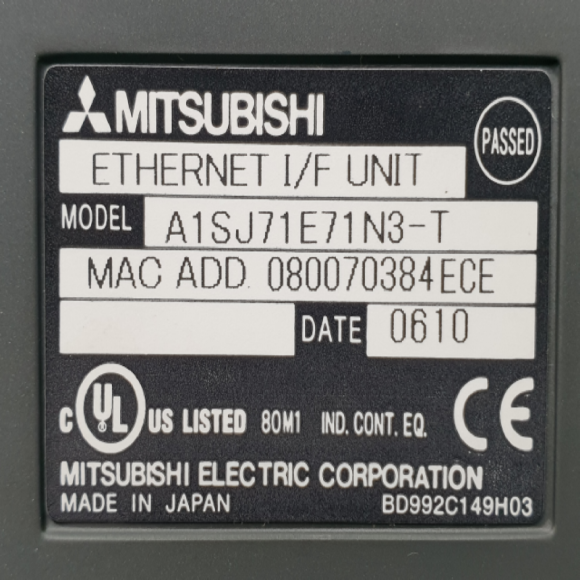 MITSUBISHI
PASSED
ETHERNET I/F UNIT
MODEL A1SJ71E71N3-T
MAC ADD. 080070384ECE
DATE 0610
C UL ® US LISTED 80M1 IND. CONT. EQ. CE
MITSUBISHI ELECTRIC CORPORATION
MADE IN JAPAN BD992C149H03